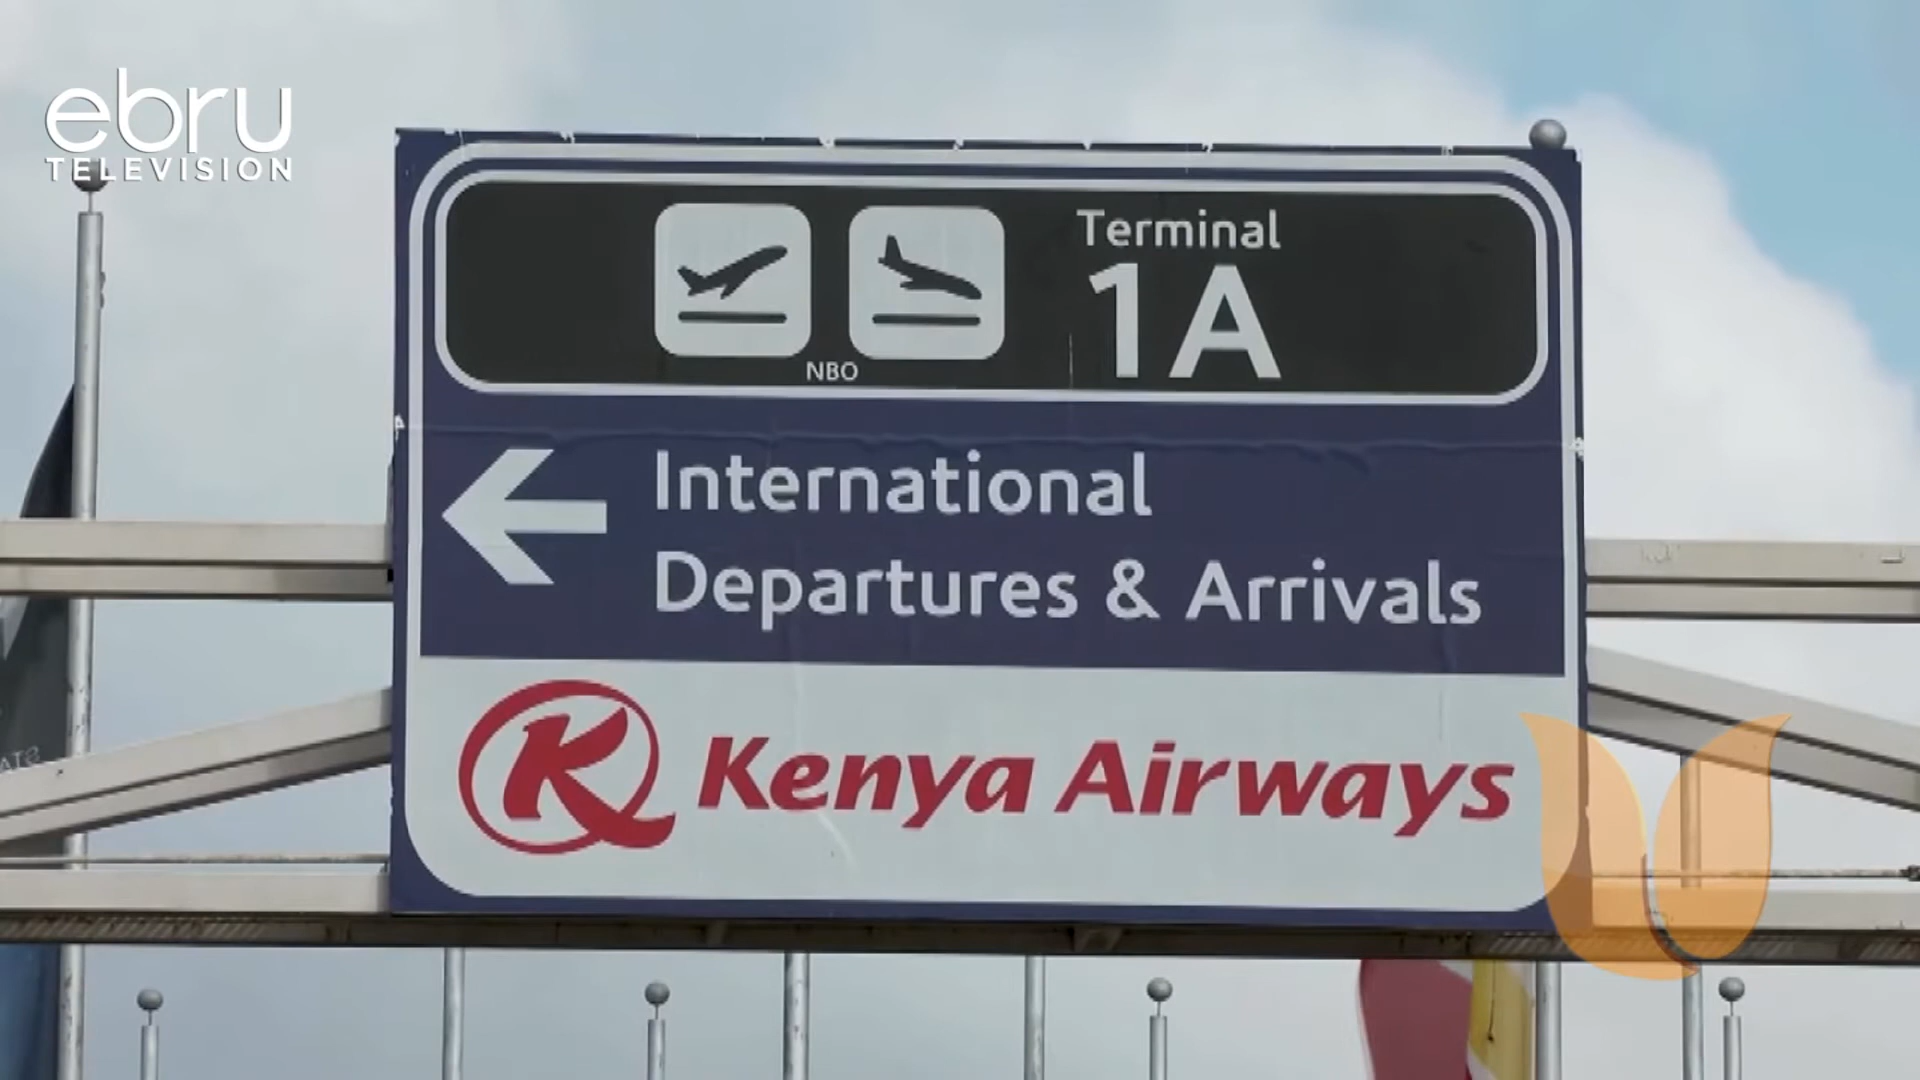 ebru
TELEVISION
Terminal
1A
NBO
International
Departures & Arrivals
K Kenya Airways